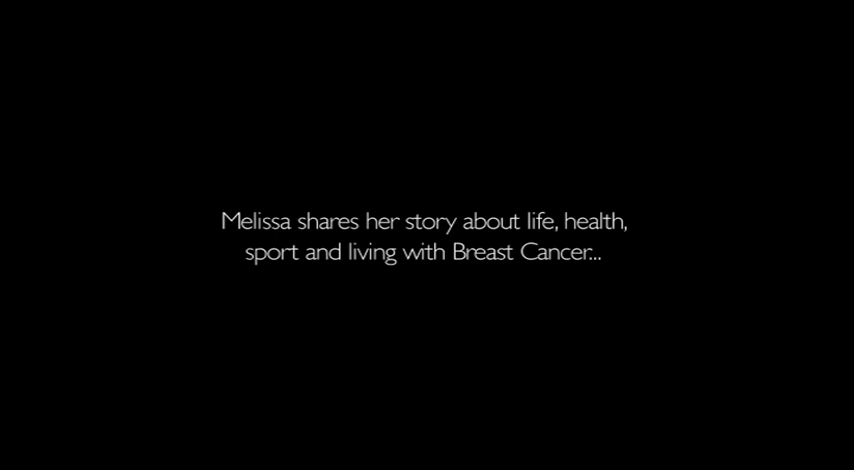 Melissa shares her story about life, health,
sport and living with Breast Cancer...